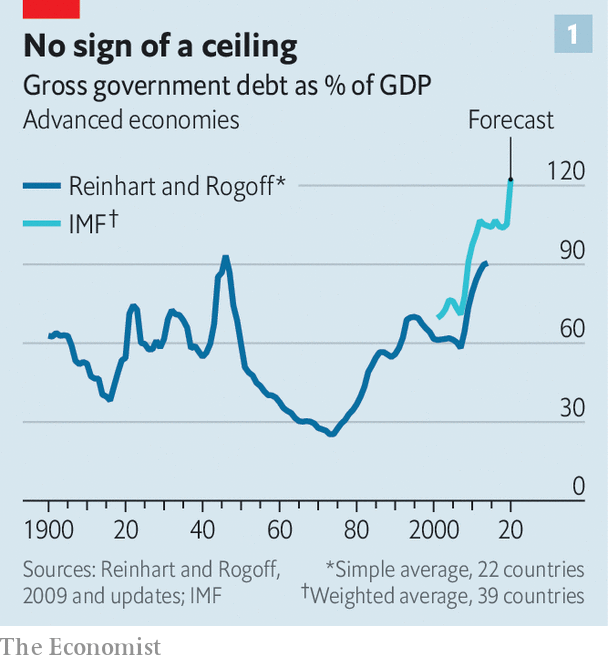 No sign of a ceiling
1
Gross government debt as % of GDP
Advanced economies
Forecast
Reinhart and Rogoff*
IMF†
120
90
60
30
0
1900 20 40 60 80 2000 20
Sources: Reinhart and Rogoff,
2009 and updates; IMF
*Simple average, 22 countries
†Weighted average, 39 countries
The Economist